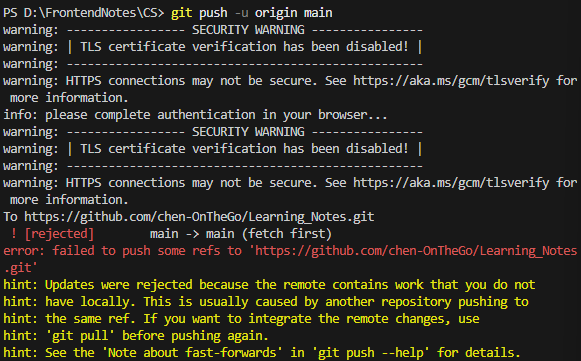 PS D:\FrontendNotes\CS> git push -u origin main
warning: ----------------- SECURITY WARNING ----------------
warning: | TLS certificate verification has been disabled! |
warning: ---------------------------------------------------
warning: HTTPS connections may not be secure. See https://aka.ms/gcm/tlsverify for
 more information.
info: please complete authentication in your browser...
warning: ----------------- SECURITY WARNING ----------------
warning: | TLS certificate verification has been disabled! |
warning: ---------------------------------------------------
warning: HTTPS connections may not be secure. See https://aka.ms/gcm/tlsverify for
 more information.
To https://github.com/chen-OnTheGo/Learning_Notes.git
 ! [rejected]        main -> main (fetch first)
error: failed to push some refs to 'https://github.com/chen-OnTheGo/Learning_Notes
.git'
hint: Updates were rejected because the remote contains work that you do not
hint: have locally. This is usually caused by another repository pushing to
hint: the same ref. If you want to integrate the remote changes, use
hint: 'git pull' before pushing again.
hint: See the 'Note about fast-forwards' in 'git push --help' for details.